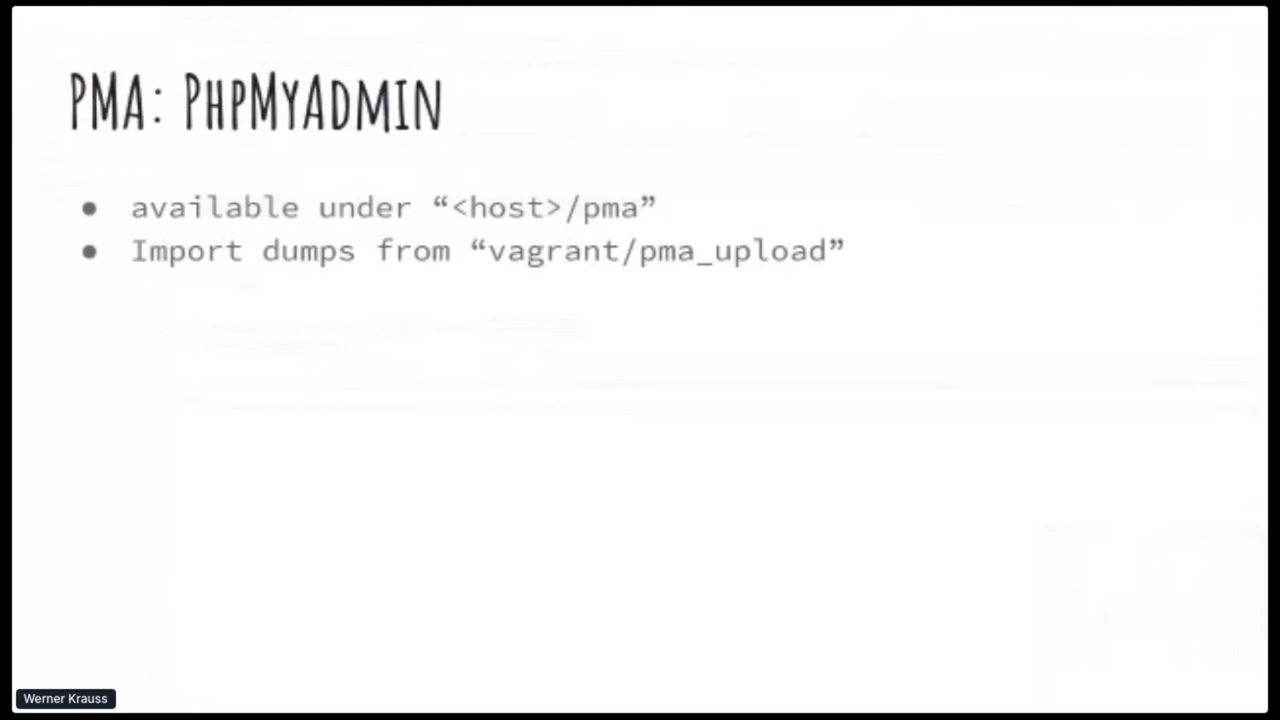 PMA: PhpMyAdmin
● available under “<host>/pma”
● Import dumps from “vagrant/pma_upload”
Werner Krauss